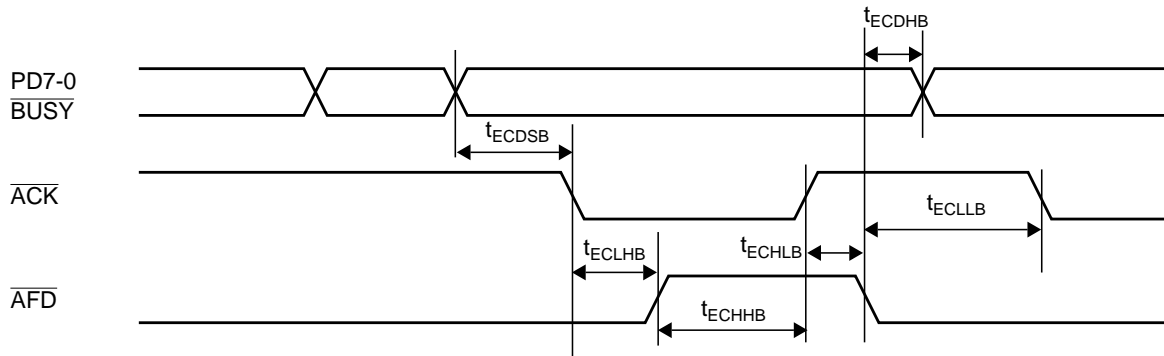 tECDHB
PD7-0
BUSY
tECDSB
ACK
tECLLB
tECLHB
tECHLB
AFD
tECHHB